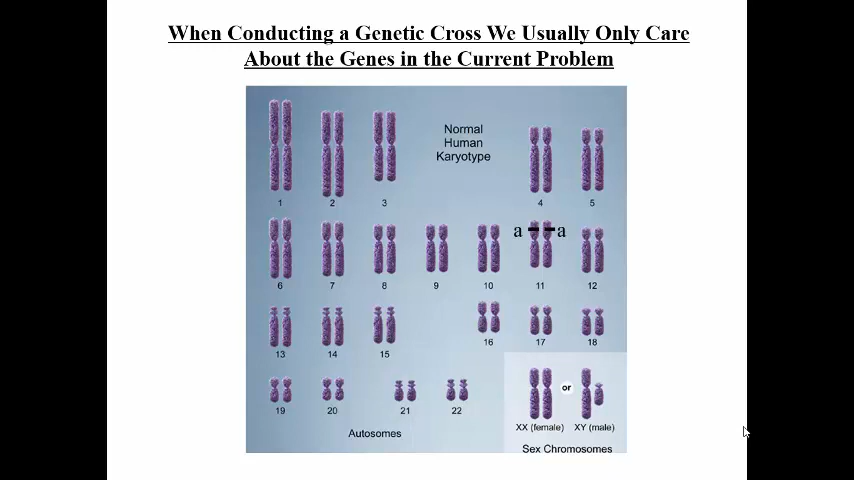 When Conducting a Genetic Cross We Usually Only Care
About the Genes in the Current Problem
Normal
Human
Karyotype
1 2 3 4 5
a a
6 7 8 9 10 11 12
13 14 15 16 17 18
or
19 20 21 22
XX (female) XY (male)
Autosomes
Sex Chromosomes